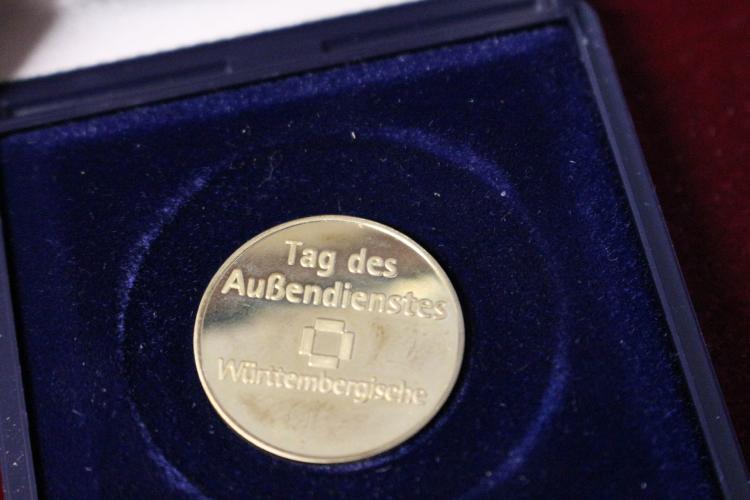 Tag des
Außendienstes
Württembergische